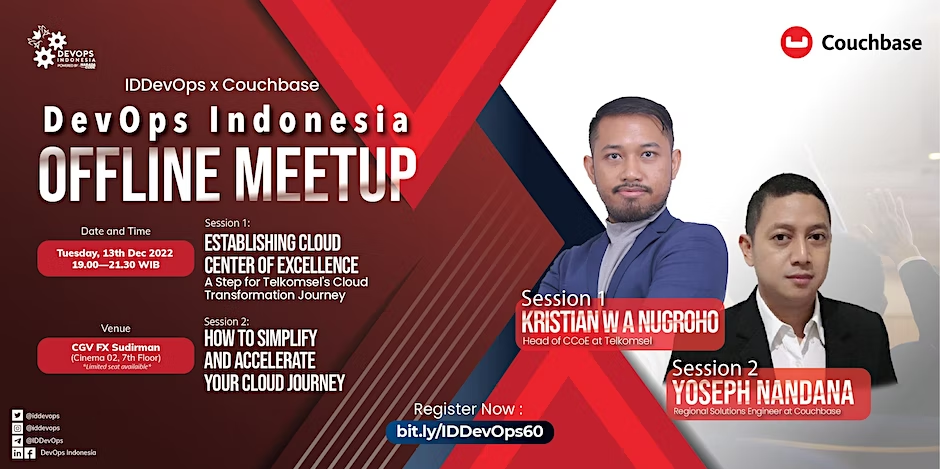 DEVOPS
INDONESIA
POWERED BY
Couchbase
IDDevOps x Couchbase
DevOps Indonesia
OFFLINE MEETUP
Date and Time
Tuesday, 13th Dec 2022
19.00—21.30 WIB
Venue
CGV FX Sudirman
(Cinema 02, 7th Floor)
*Limited seat available*
Session 1:
ESTABLISHING CLOUD
CENTER OF EXCELLENCE
A Step for Telkomsel's Cloud
Transformation Journey
Session 2:
HOW TO SIMPLIFY
AND ACCELERATE
YOUR CLOUD JOURNEY
Session 1
KRISTIAN W A NUGROHO
Head of CCoE at Telkomsel
Session 2
YOSEPH NANDANA
Regional Solutions Engineer at Couchbase
Register Now :
bit.ly/IDDevOps60
@iddevops
@iddevops
@IDDevOps
DevOps Indonesia